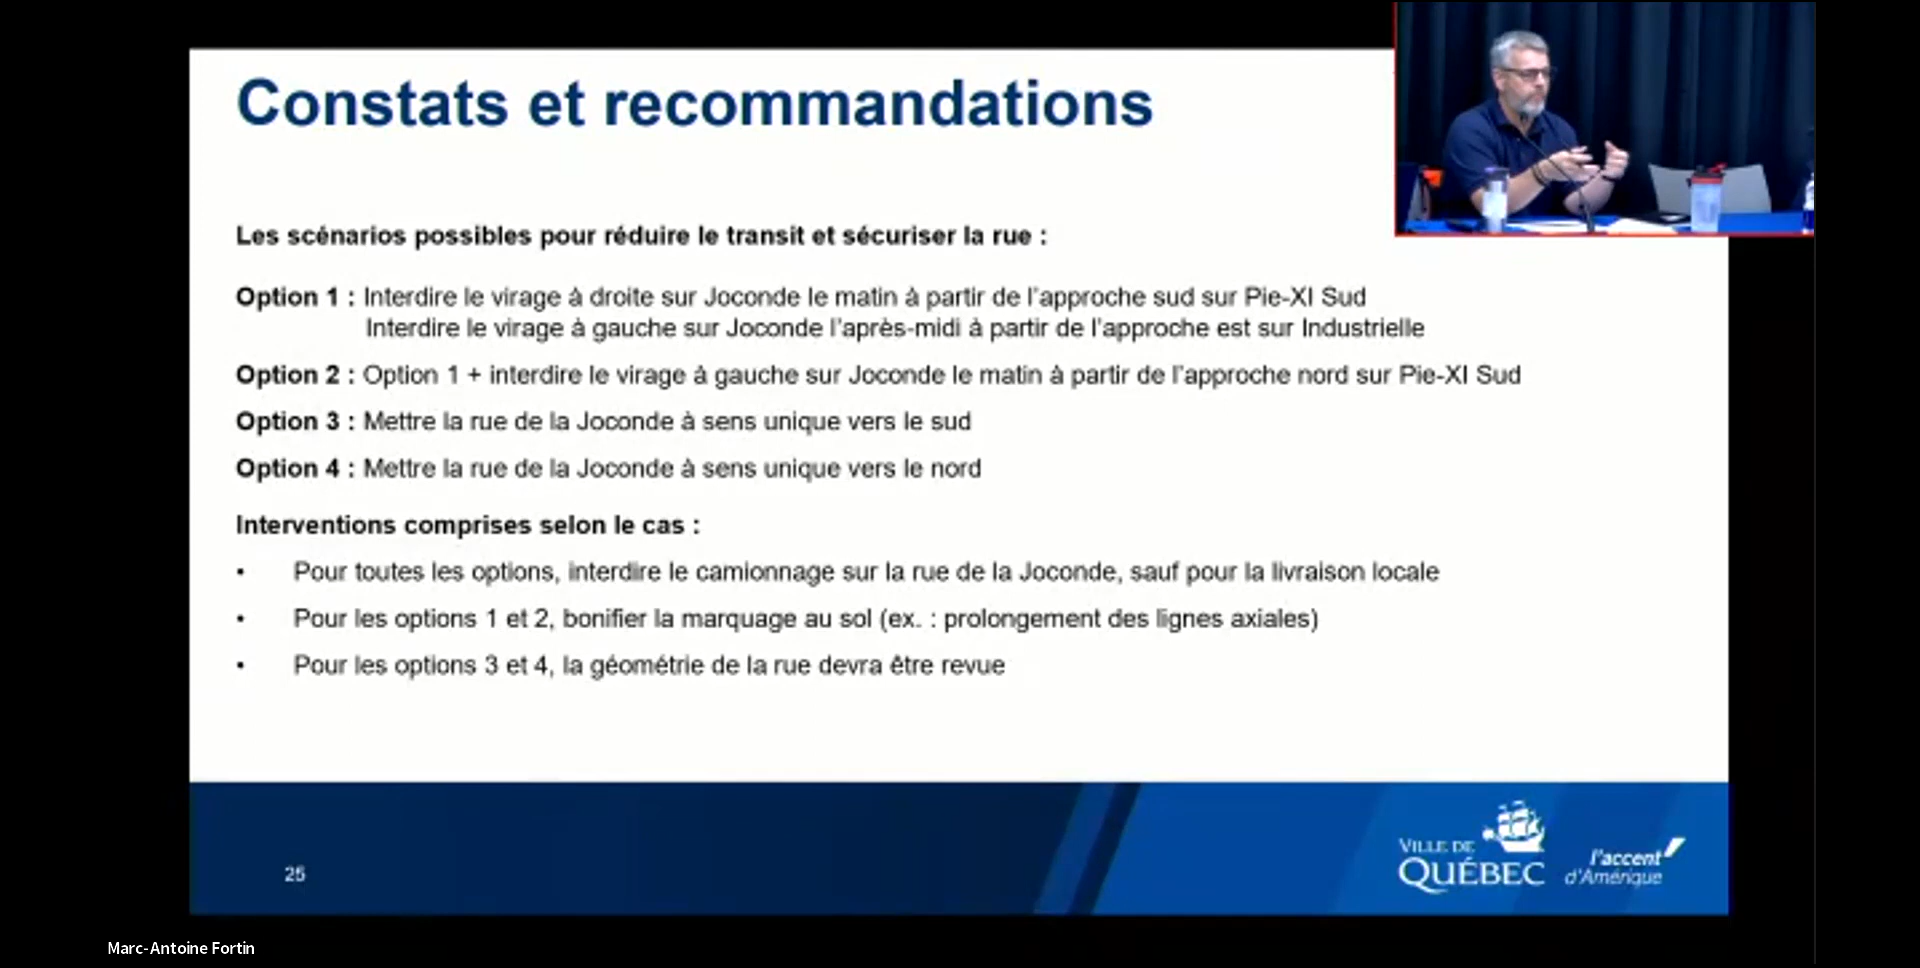 Constats et recommandations
Les scénarios possibles pour réduire le transit et sécuriser la rue :
Option 1 : Interdire le virage à droite sur Joconde le matin à partir de l'approche sud sur Pie-XI Sud
Interdire le virage à gauche sur Joconde l'après-midi à partir de l'approche est sur Industrielle
Option 2 : Option 1 + interdire le virage à gauche sur Joconde le matin à partir de l'approche nord sur Pie-XI Sud
Option 3 : Mettre la rue de la Joconde à sens unique vers le sud
Option 4 : Mettre la rue de la Joconde à sens unique vers le nord
Interventions comprises selon le cas :
• Pour toutes les options, interdire le camionnage sur la rue de la Joconde, sauf pour la livraison locale
• Pour les options 1 et 2, bonifier la marquage au sol (ex. : prolongement des lignes axiales)
• Pour les options 3 et 4, la géométrie de la rue devra être revue
25
VILLE DE
QUÉBEC
l'accent
d'Amérique
Marc-Antoine Fortin